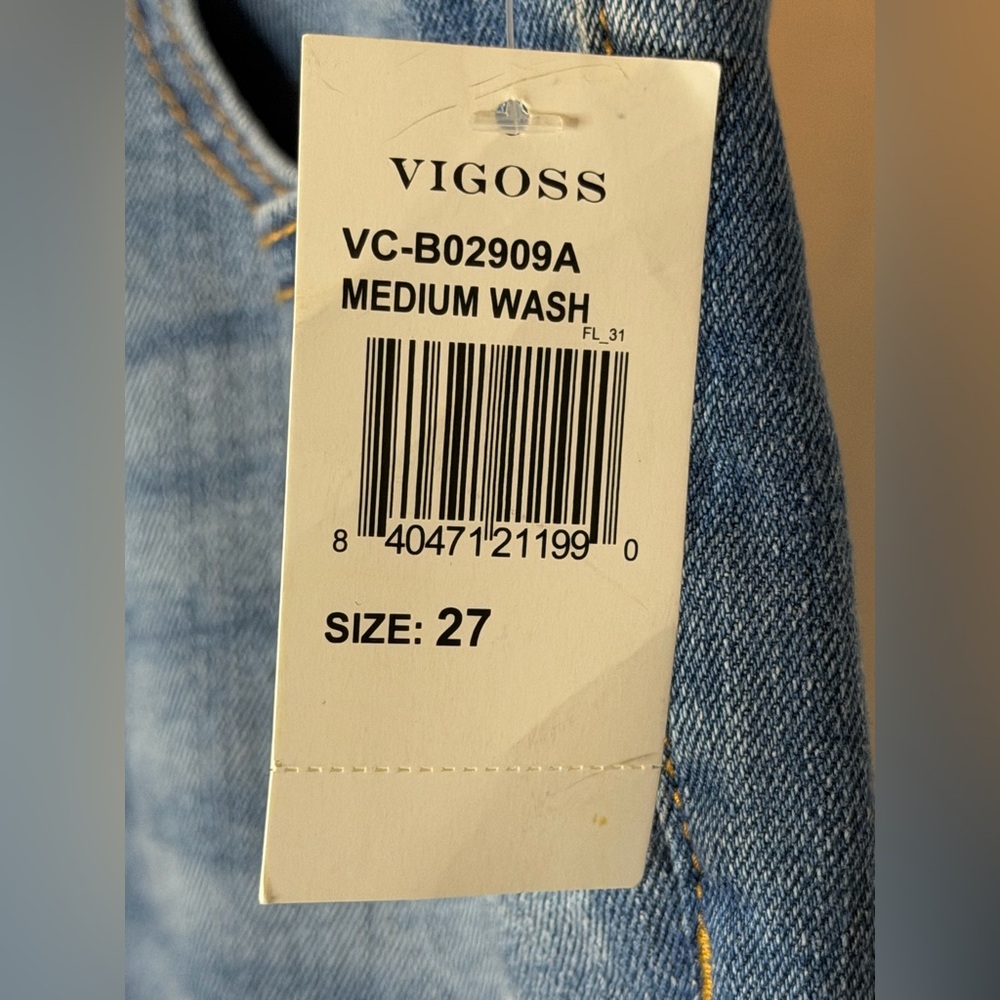 VIGOSS
VC-B02909A
MEDIUM WASH
FL_31
8 40471 21199 0
SIZE: 27